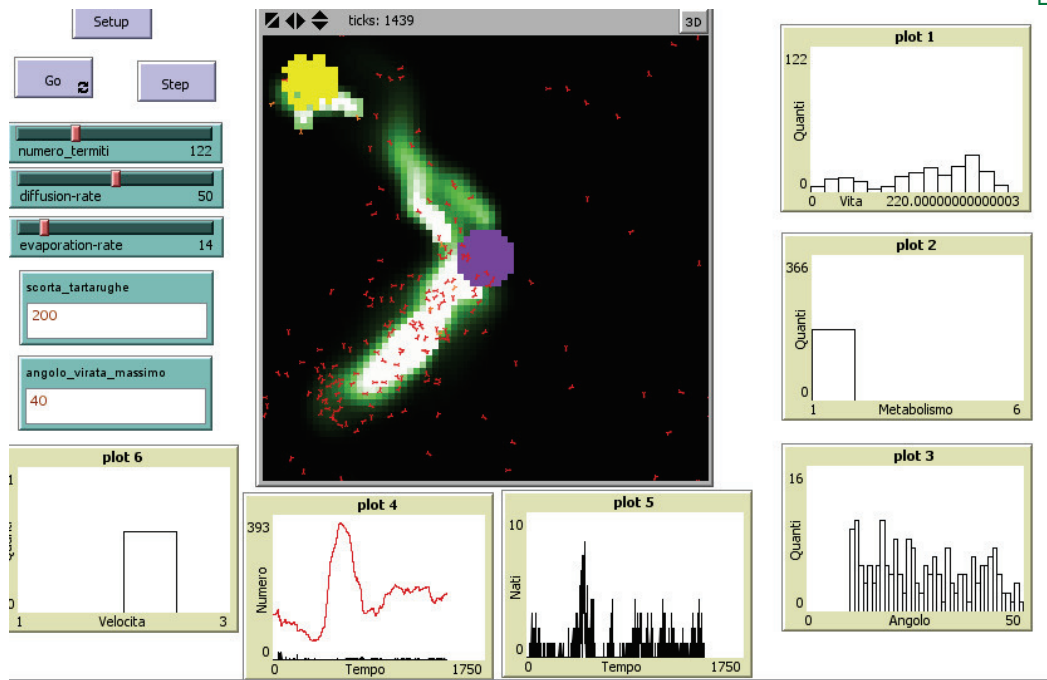 Setup
ticks: 1439
3D
Go
Step
numero_termiti 122
diffusion-rate 50
evaporation-rate 14
scorta_tartarughe
200
angolo_virata_massimo
40
plot 1
122
Quanti
0
0 Vita 220.00000000000003
plot 2
366
Quanti
0
1 Metabolismo 6
plot 3
16
Quanti
0
Angolo 50
plot 6
1
0
1 Velocita 3
plot 4
393
Numero
0
0 Tempo 1750
plot 5
10
Nati
0
0 Tempo 1750